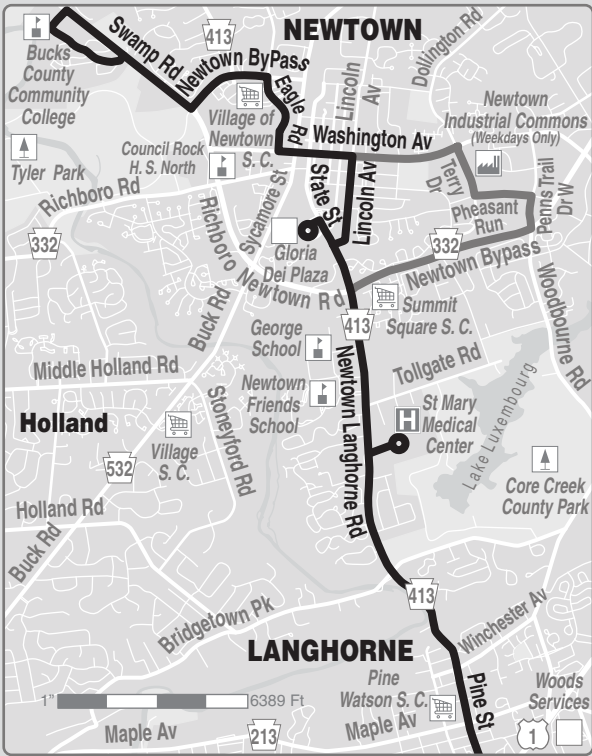 NEWTOWN
413
Bucks
County
Community
College
Swamp Rd
Newtown ByPass
Eagle
Rd
Lincoln
Av
Dolington Rd
Village of
Newtown
S. C.
Newtown
Industrial Commons
(Weekdays Only)
Washington Av
Council Rock
H. S. North
Tyler Park
Richboro Rd
332
Sycamore St
State St
Lincoln Av
Terry
Dr
Pheasant
Run
Penns Trail
Dr W
332
Newtown Bypass
Richboro
Newtown Rd
Gloria
Dei Plaza
Woodbourne Rd
Summit
Square S. C.
413
Buck Rd
George
School
Middle Holland Rd
Tollgate Rd
Newtown
Friends
School
Newtown Langhorne Rd
H
St Mary
Medical
Center
Lake Luxembourg
Holland
Village
S. C.
Stoneyford Rd
532
Core Creek
County Park
Holland Rd
Buck Rd
413
Bridgetown Pk
Winchester Av
LANGHORNE
Pine
Watson S. C.
Pine St
Woods
Services
1"
6389 Ft
Maple Av
213
Maple Av
1